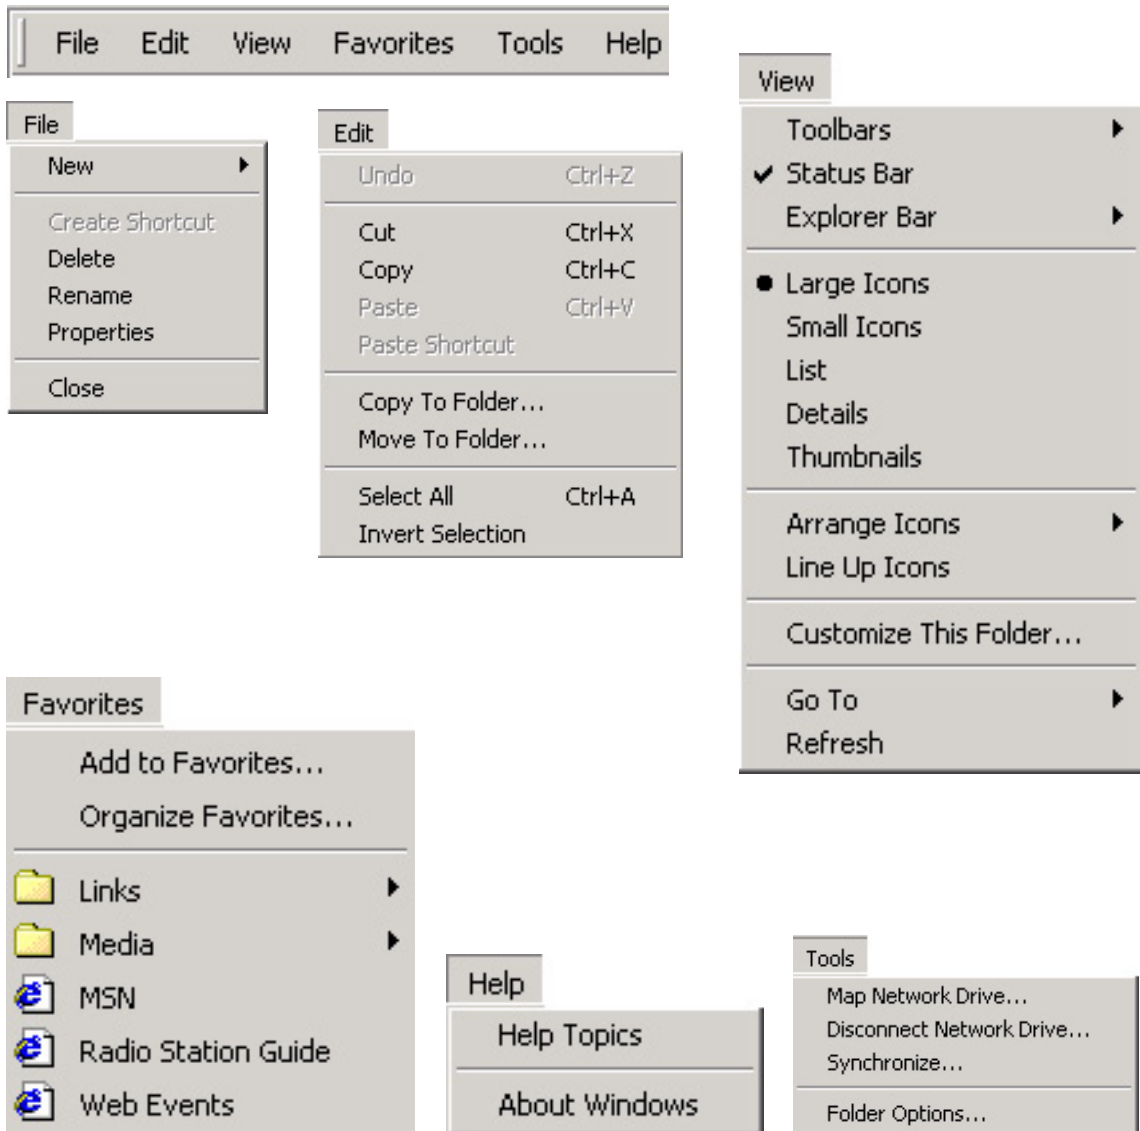 File Edit View Favorites Tools Help
File
New
Create Shortcut
Delete
Rename
Properties
Close
Edit
Undo Ctrl+Z
Cut Ctrl+X
Copy Ctrl+C
Paste Ctrl+V
Paste Shortcut
Copy To Folder...
Move To Folder...
Select All Ctrl+A
Invert Selection
View
Toolbars
Status Bar
Explorer Bar
Large Icons
Small Icons
List
Details
Thumbnails
Arrange Icons
Line Up Icons
Customize This Folder...
Go To
Refresh
Favorites
Add to Favorites...
Organize Favorites...
Links
Media
MSN
Radio Station Guide
Web Events
Help
Help Topics
About Windows
Tools
Map Network Drive...
Disconnect Network Drive...
Synchronize...
Folder Options...